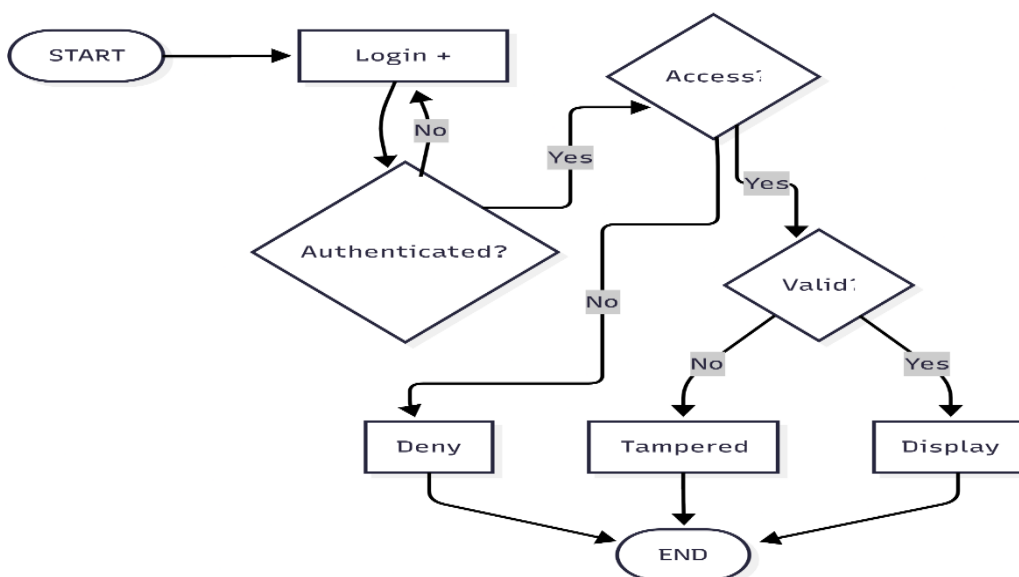 START
Login +
Access?
No
Yes
Yes
Authenticated?
Valid?
No
No
Yes
Deny
Tampered
Display
END